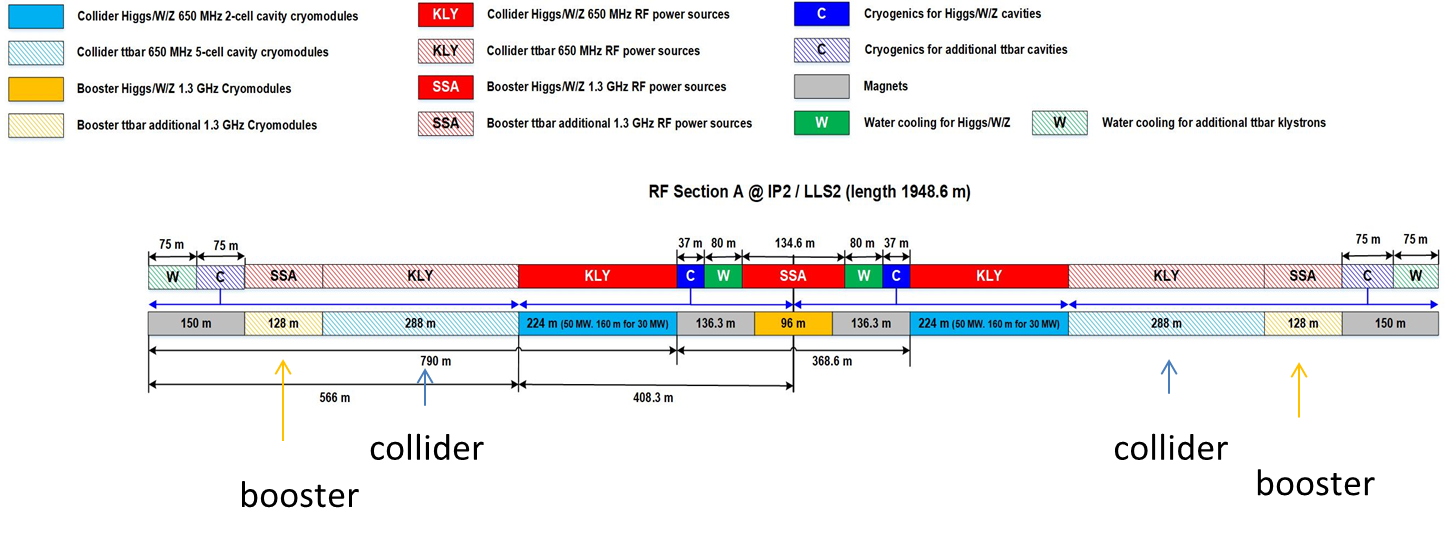 Collider Higgs/W/Z 650 MHz 2-cell cavity cryomodules
KLY Collider Higgs/W/Z 650 MHz RF power sources
C Cryogenics for Higgs/W/Z cavities
Collider ttbar 650 MHz 5-cell cavity cryomodules
KLY Collider ttbar 650 MHz RF power sources
C Cryogenics for additional ttbar cavities
Booster Higgs/W/Z 1.3 GHz Cryomodules
SSA Booster Higgs/W/Z 1.3 GHz RF power sources
Magnets
Booster ttbar additional 1.3 GHz Cryomodules
SSA Booster ttbar additional 1.3 GHz RF power sources
W Water cooling for Higgs/W/Z
W Water cooling for additional ttbar klystrons
RF Section A @ IP2 / LLS2 (length 1948.6 m)
75 m 75 m 37 m 80 m 134.6 m 80 m 37 m 75 m 75 m
W C SSA KLY KLY C W SSA W C KLY KLY SSA C W
150 m 128 m 288 m 224 m (50 MW. 160 m for 30 MW) 136.3 m 96 m 136.3 m 224 m (50 MW. 160 m for 30 MW) 288 m 128 m 150 m
790 m 368.6 m
566 m 408.3 m
collider collider
booster booster